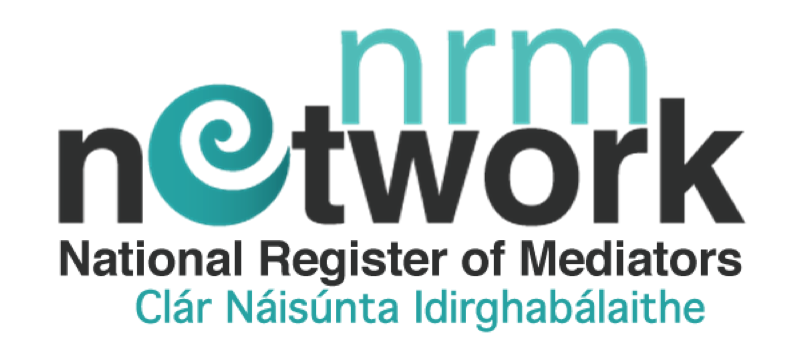 nrm
network
National Register of Mediators
Clár Náisúnta Idirghabálaithe